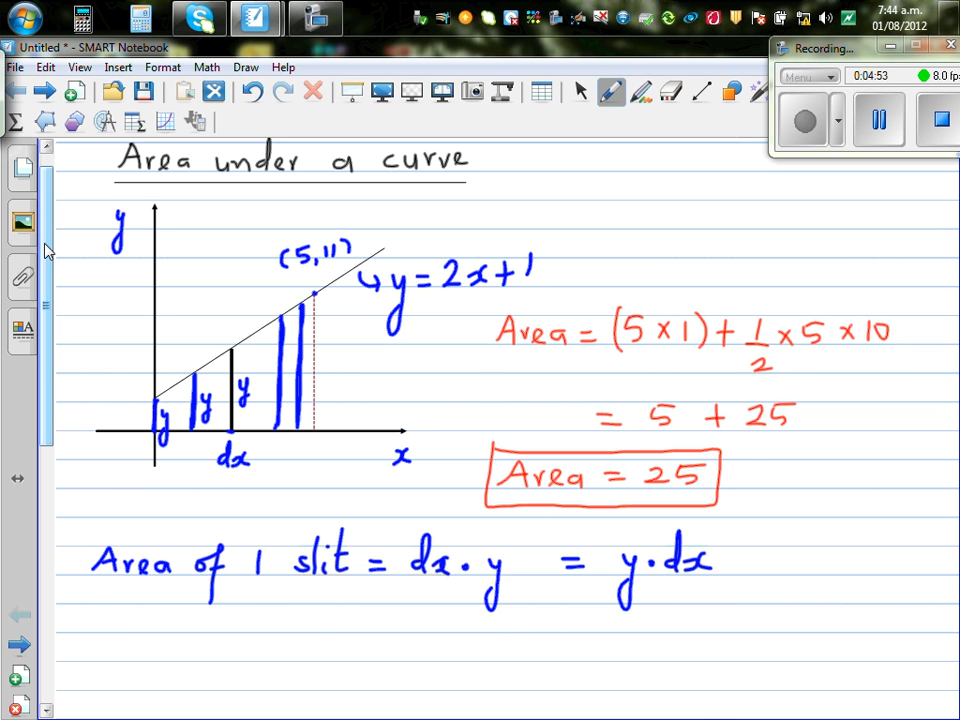 7:44 a.m.
01/08/2012
Untitled * - SMART Notebook
Recording...
File Edit View Insert Format Math Draw Help
Menu 0:04:53 8.0 fp
Area under a curve
y
(5,11)
y = 2x + 1
Area = (5 × 1) + 1/2 × 5 × 10
= 5 + 25
Area = 25
y y y
dx x
Area of 1 slit = dx · y = y · dx